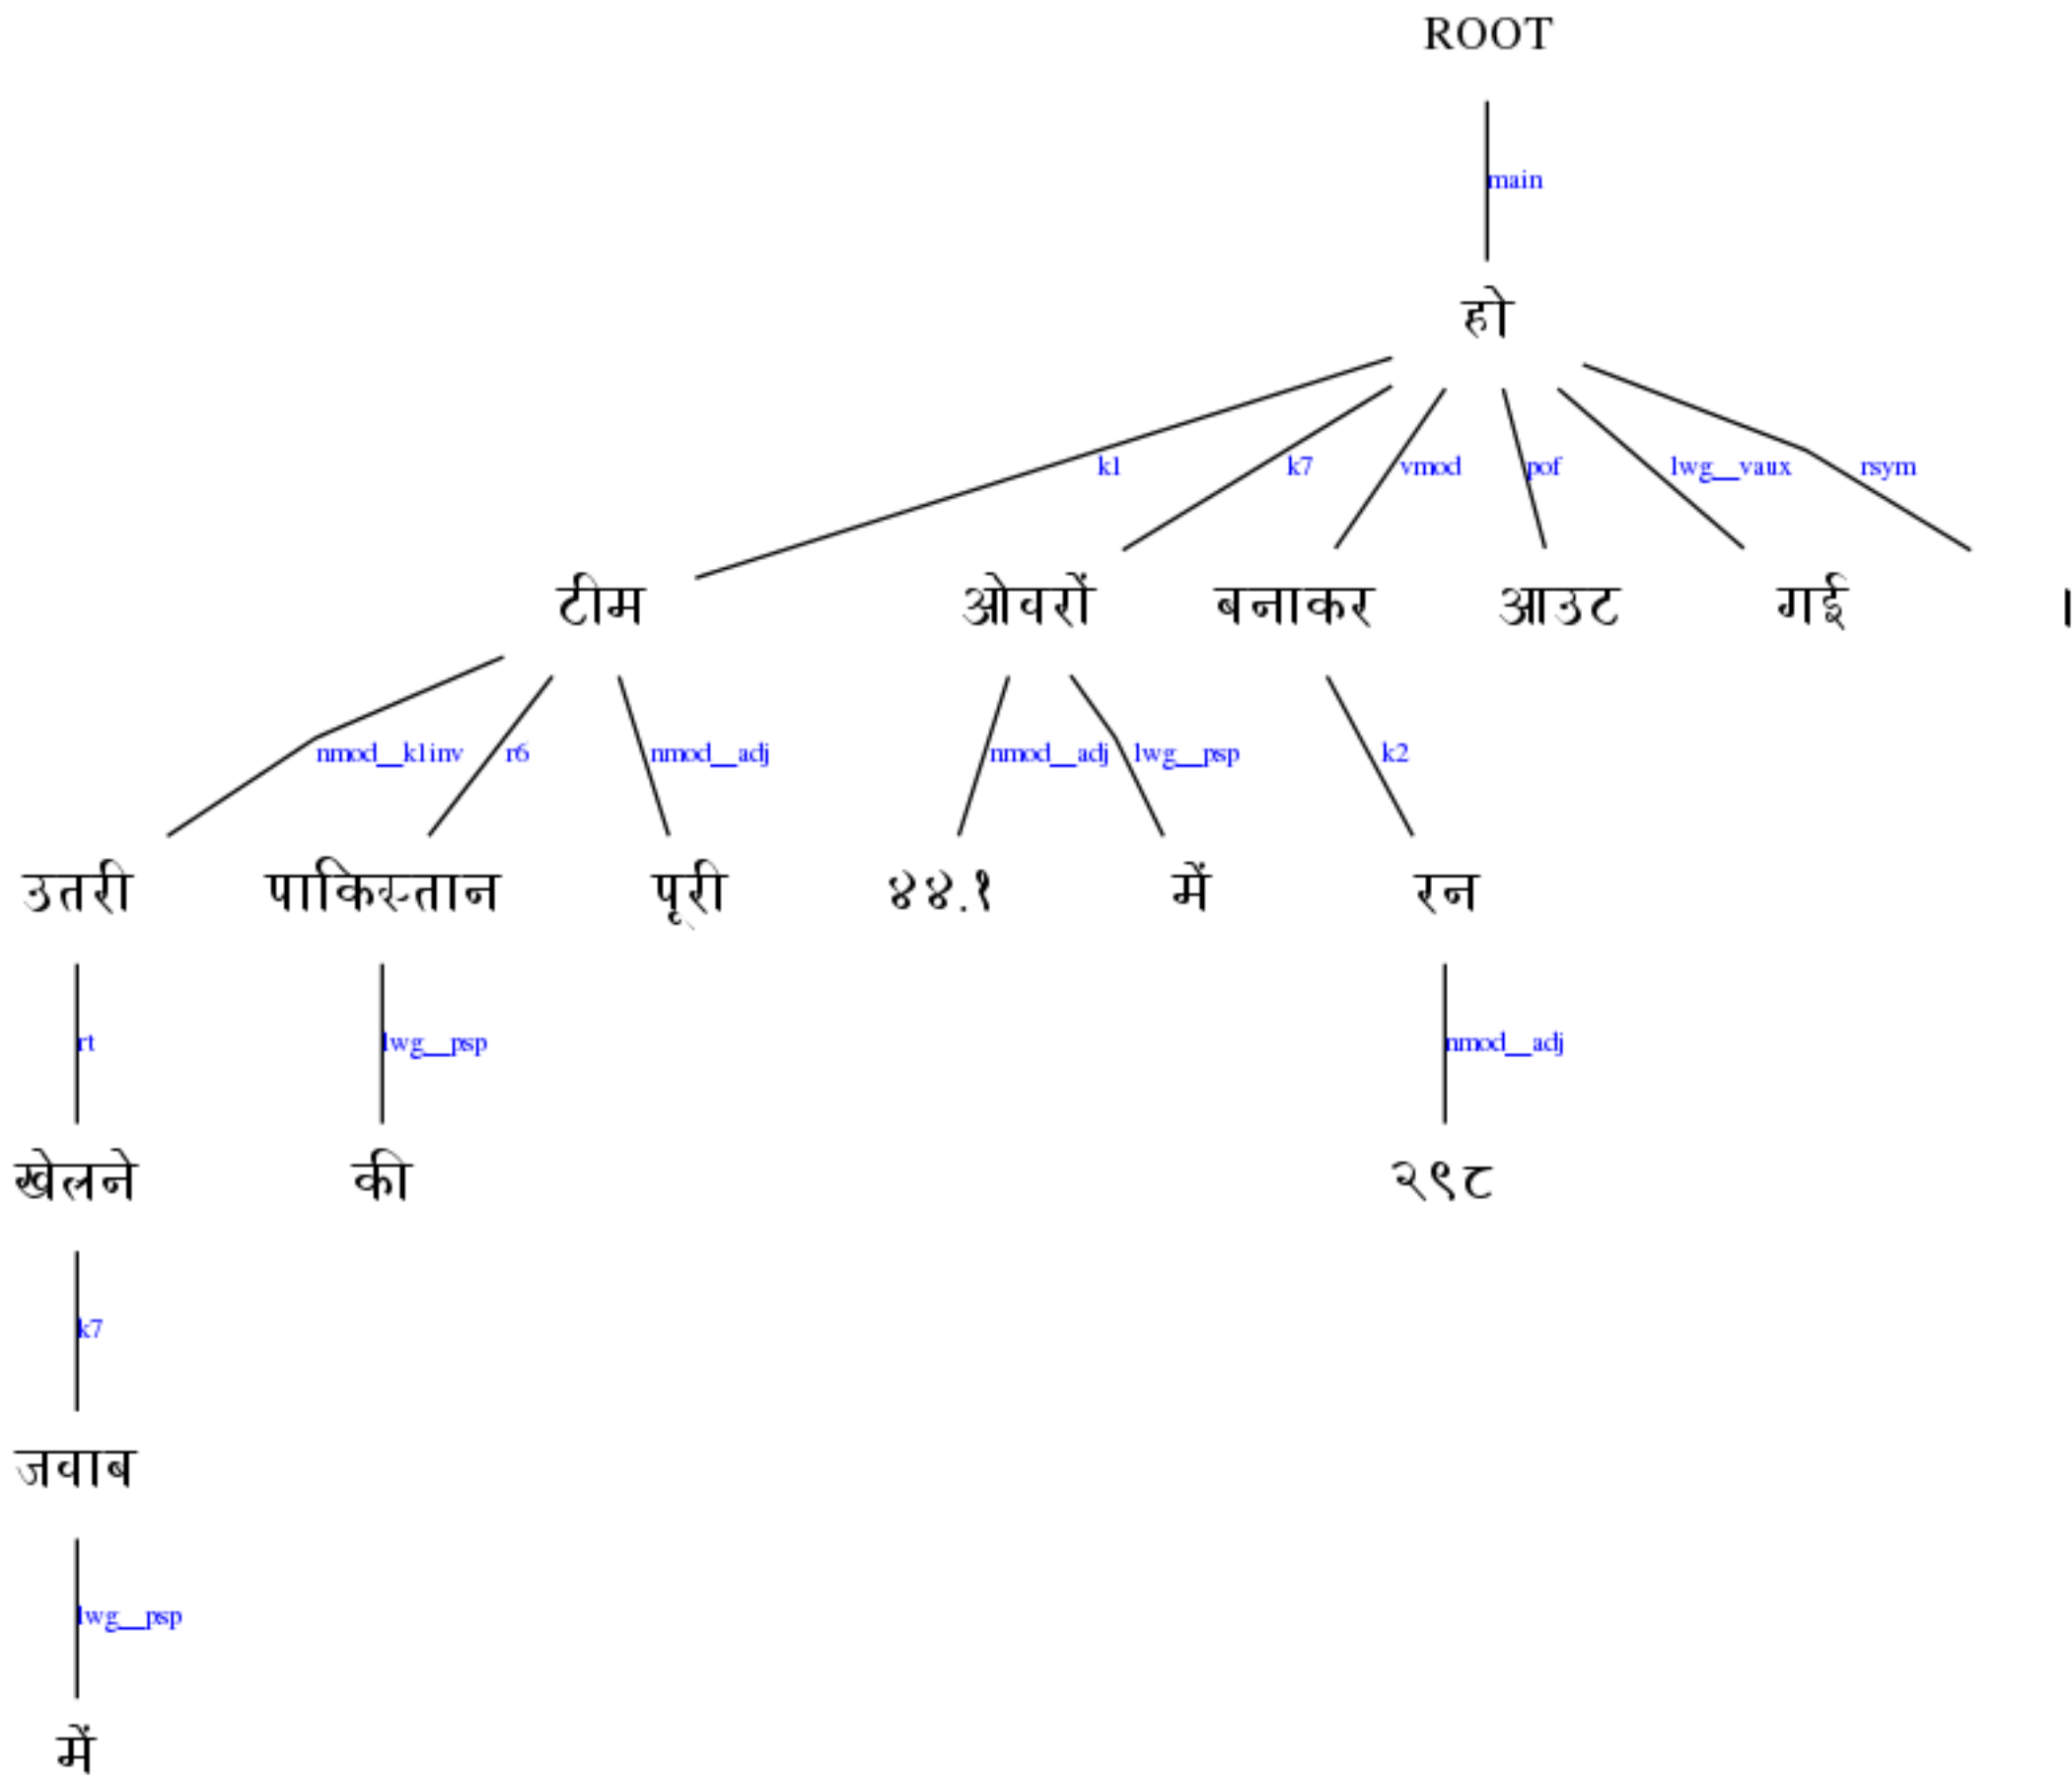 ROOT
main
हो
k1 k7 vmod pof lwg__vaux rsym
टीम ओवरों बनाकर आउट गई ।
nmod__k1inv r6 nmod__adj nmod__adj lwg__psp k2
उतरी पाकिस्तान पूरी ४४.१ में रन
rt lwg__psp nmod__adj
खेलने की २९८
k7
जवाब
lwg__psp
में